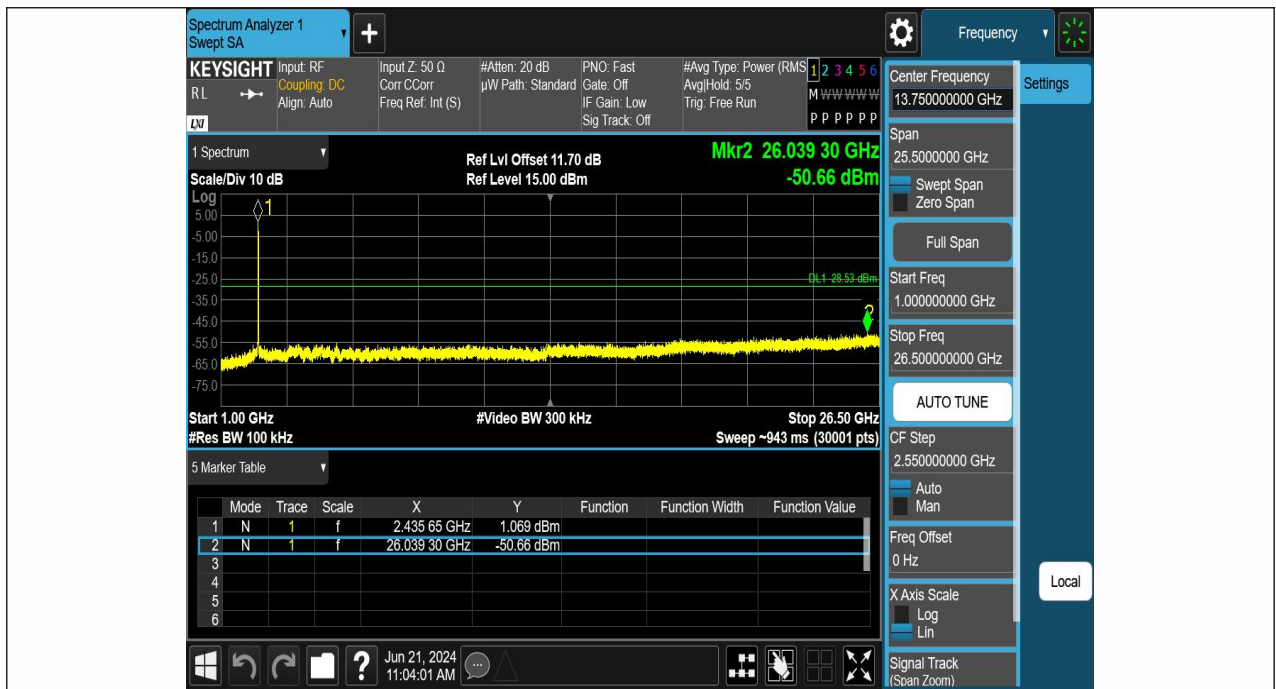 Spectrum Analyzer 1
Swept SA
+
Frequency
KEYSIGHT
RL
LXI
Input: RF
Coupling: DC
Align: Auto
Input Z: 50 Ω
Corr CCorr
Freq Ref: Int (S)
#Atten: 20 dB
µW Path: Standard
PNO: Fast
Gate: Off
IF Gain: Low
Sig Track: Off
#Avg Type: Power (RMS
Avg|Hold: 5/5
Trig: Free Run
1 2 3 4 5 6
M W W W W W
P P P P P P
1 Spectrum
Scale/Div 10 dB
Ref Lvl Offset 11.70 dB
Ref Level 15.00 dBm
Mkr2 26.039 30 GHz
-50.66 dBm
Log
5.00
-5.00
-15.0
-25.0
-35.0
-45.0
-55.0
-65.0
-75.0
1
DL1 -28.53 dBm
2
Start 1.00 GHz
#Video BW 300 kHz
Stop 26.50 GHz
#Res BW 100 kHz
Sweep ~943 ms (30001 pts)
5 Marker Table
Mode Trace Scale X Y Function Function Width Function Value
1 N 1 f 2.435 65 GHz 1.069 dBm
2 N 1 f 26.039 30 GHz -50.66 dBm
3
4
5
6
?
Jun 21, 2024
11:04:01 AM
Center Frequency
13.750000000 GHz
Settings
Span
25.5000000 GHz
Swept Span
Zero Span
Full Span
Start Freq
1.000000000 GHz
Stop Freq
26.500000000 GHz
AUTO TUNE
CF Step
2.550000000 GHz
Auto
Man
Freq Offset
0 Hz
Local
X Axis Scale
Log
Lin
Signal Track
(Span Zoom)